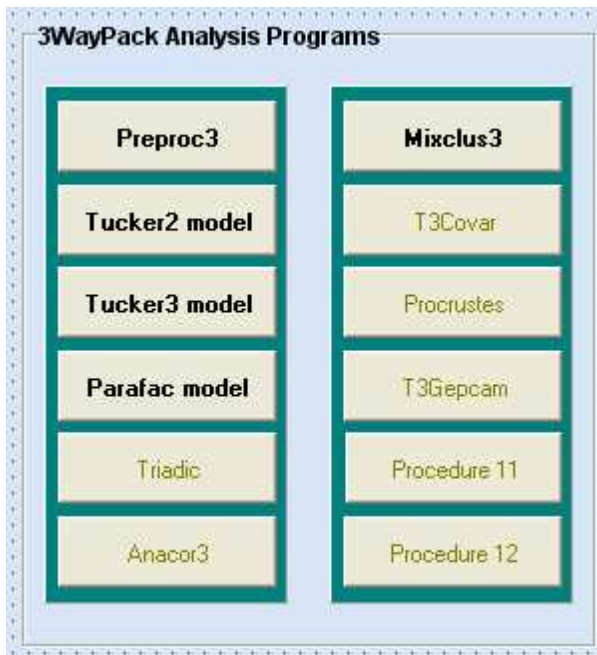 3WayPack Analysis Programs
Preproc3
Tucker2 model
Tucker3 model
Parafac model
Triadic
Anacor3
Mixclus3
T3Covar
Procrustes
T3Gepcam
Procedure 11
Procedure 12